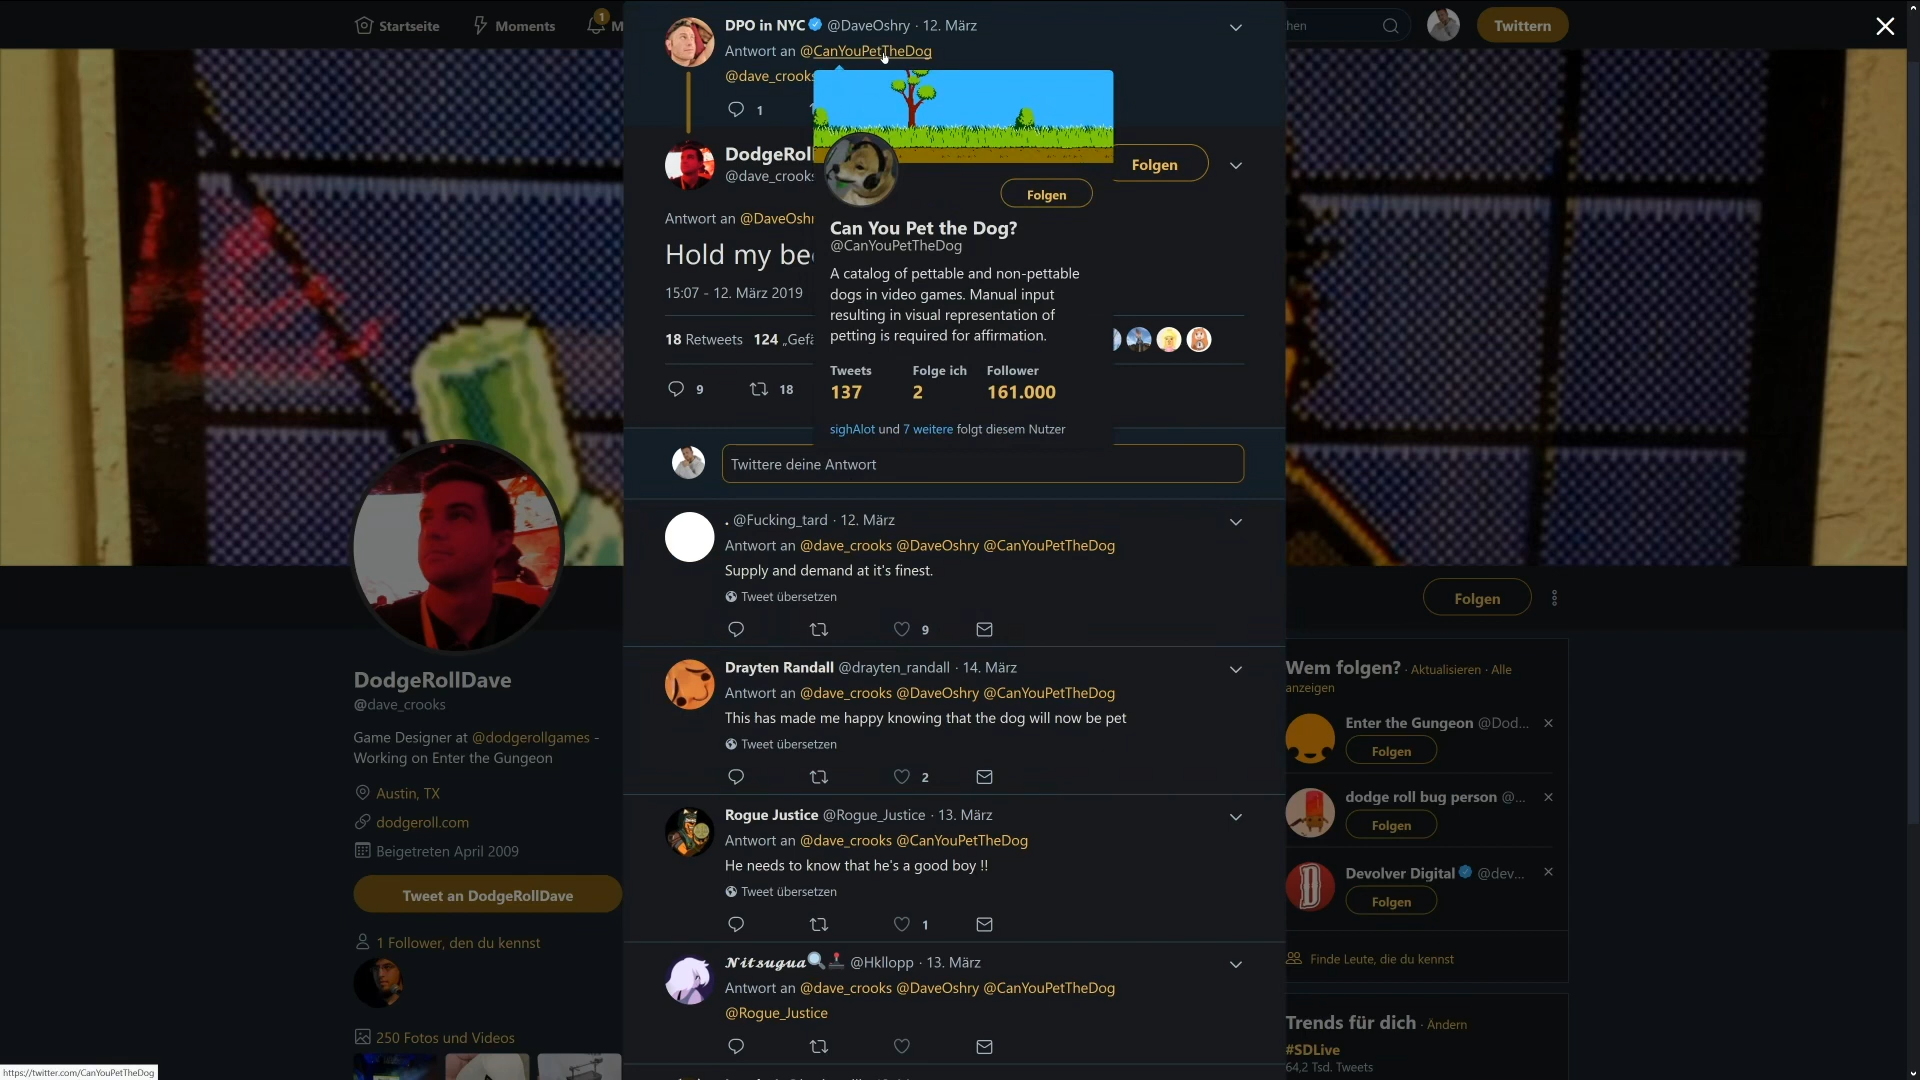 Startseite
Moments
1
M
hen
Twittern
DPO in NYC @DaveOshry · 12. März
Antwort an @CanYouPetTheDog
@dave_crooks
1
DodgeRoll
@dave_crooks
Folgen
Antwort an @DaveOshr
Hold my be
15:07 - 12. März 2019
18 Retweets 124 „Gefä
9
18
Folgen
Can You Pet the Dog?
@CanYouPetTheDog
A catalog of pettable and non-pettable
dogs in video games. Manual input
resulting in visual representation of
petting is required for affirmation.
Tweets Folge ich Follower
137 2 161.000
sighAlot und 7 weitere folgt diesem Nutzer
Twittere deine Antwort
. @Fucking_tard · 12. März
Antwort an @dave_crooks @DaveOshry @CanYouPetTheDog
Supply and demand at it's finest.
Tweet übersetzen
9
Drayten Randall @drayten_randall · 14. März
Antwort an @dave_crooks @DaveOshry @CanYouPetTheDog
This has made me happy knowing that the dog will now be pet
Tweet übersetzen
2
Rogue Justice @Rogue_Justice · 13. März
Antwort an @dave_crooks @CanYouPetTheDog
He needs to know that he's a good boy !!
Tweet übersetzen
1
𝓝𝓲𝓽𝓼𝓾𝓰𝓾𝓪🔍🕹 @Hkllopp · 13. März
Antwort an @dave_crooks @DaveOshry @CanYouPetTheDog
@Rogue_Justice
DodgeRollDave
@dave_crooks
Game Designer at @dodgerollgames -
Working on Enter the Gungeon
Austin, TX
dodgeroll.com
Beigetreten April 2009
Tweet an DodgeRollDave
1 Follower, den du kennst
250 Fotos und Videos
Folgen
Wem folgen? · Aktualisieren · Alle
anzeigen
Enter the Gungeon @Dod...
Folgen
dodge roll bug person @...
Folgen
Devolver Digital @dev...
Folgen
Finde Leute, die du kennst
Trends für dich · Ändern
#SDLive
64,2 Tsd. Tweets
https://twitter.com/CanYouPetTheDog